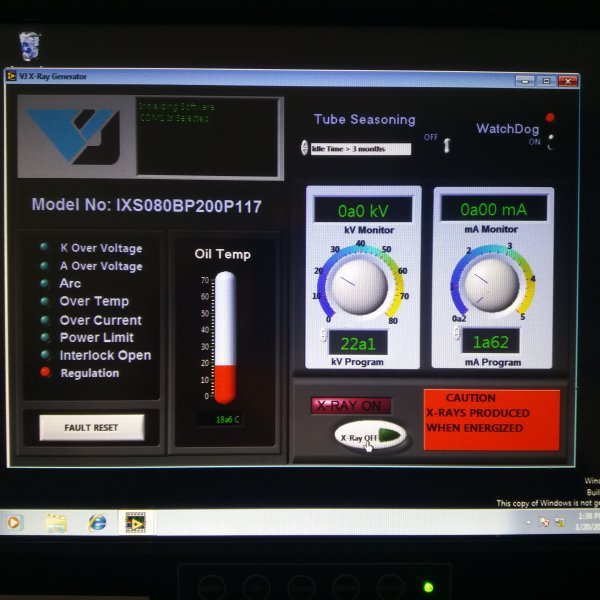 VJ X-Ray Generator
Initializing Software...
COM1 Is Selected
Tube Seasoning
Idle Time > 3 months
OFF
WatchDog
ON
Model No: IXS080BP200P117
K Over Voltage
A Over Voltage
Arc
Over Temp
Over Current
Power Limit
Interlock Open
Regulation
FAULT RESET
Oil Temp
70
60
50
40
30
20
10
0
18a6 C
0a0 kV
kV Monitor
0
10
20
30
40
50
60
70
80
22a1
kV Program
0a00 mA
mA Monitor
0a2
2
3
4
5
1a62
mA Program
X-RAY ON
X-Ray OFF
CAUTION
X-RAYS PRODUCED
WHEN ENERGIZED
Wind
Buil
This copy of Windows is not ge
1:38 P
1/20/20